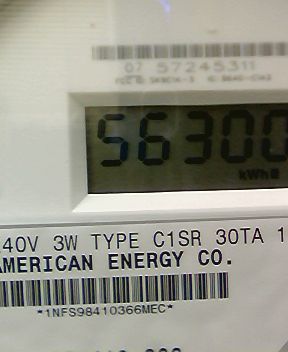 07 57245311
56300
kWh
40V 3W TYPE C1SR 30TA 1
AMERICAN ENERGY CO.
*1NFS98410366MEC*